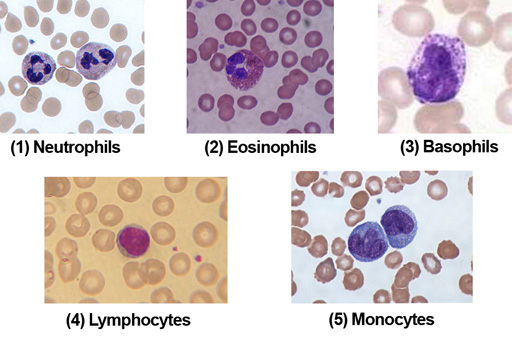 (1) Neutrophils
(2) Eosinophils
(3) Basophils
(4) Lymphocytes
(5) Monocytes